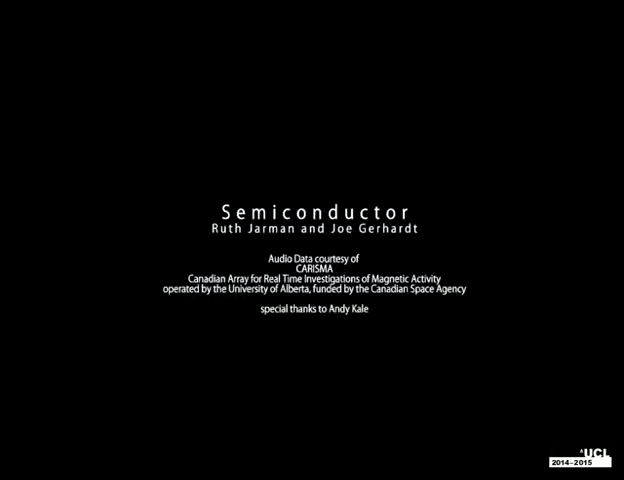 Semiconductor
Ruth Jarman and Joe Gerhardt
Audio Data courtesy of
CARISMA
Canadian Array for Real Time Investigations of Magnetic Activity
operated by the University of Alberta, funded by the Canadian Space Agency
special thanks to Andy Kale
UCL
2014-2015